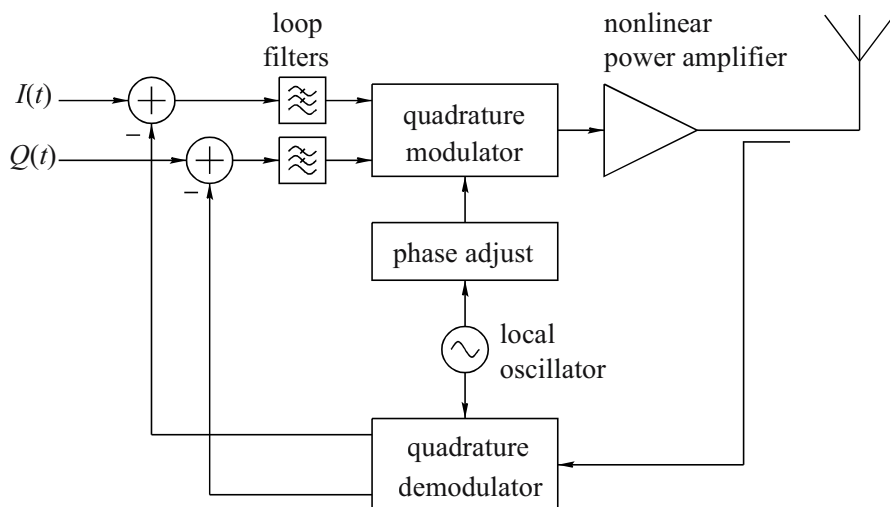 loop
filters
nonlinear
power amplifier
I(t)
Q(t)
−
−
quadrature
modulator
phase adjust
local
oscillator
quadrature
demodulator